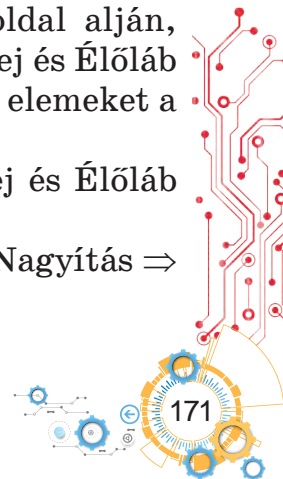 oldal alján,
ej és Élőláb
elemeket a
ej és Élőláb
Nagyítás ⇒
171